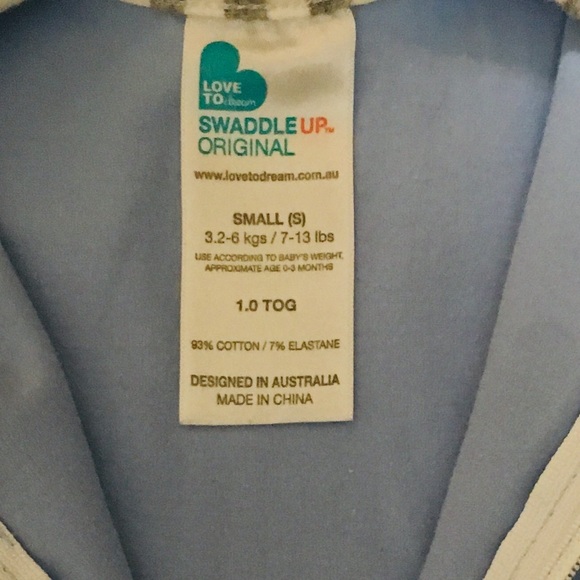 LOVE
TO dream
SWADDLE UP™
ORIGINAL
www.lovetodream.com.au
SMALL (S)
3.2-6 kgs / 7-13 lbs
USE ACCORDING TO BABY'S WEIGHT,
APPROXIMATE AGE 0-3 MONTHS
1.0 TOG
93% COTTON / 7% ELASTANE
DESIGNED IN AUSTRALIA
MADE IN CHINA